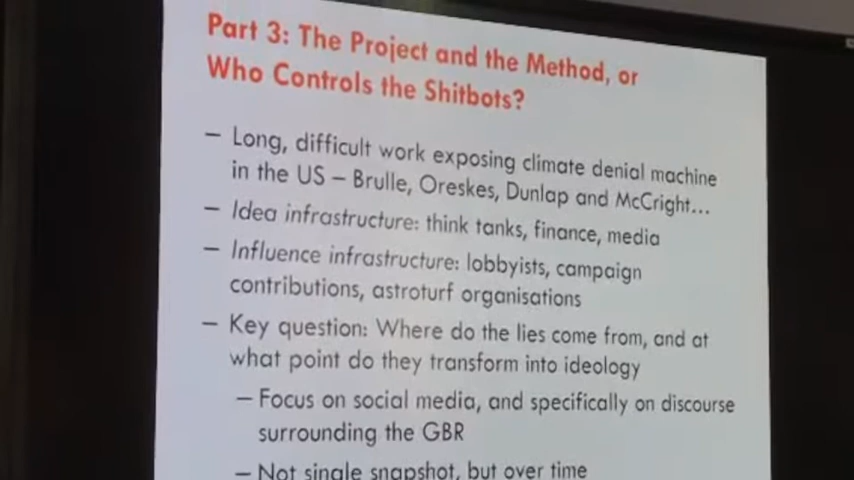 Part 3: The Project and the Method, or
Who Controls the Shitbots?
– Long, difficult work exposing climate denial machine
in the US – Brulle, Oreskes, Dunlap and McCright...
– Idea infrastructure: think tanks, finance, media
– Influence infrastructure: lobbyists, campaign
contributions, astroturf organisations
– Key question: Where do the lies come from, and at
what point do they transform into ideology
– Focus on social media, and specifically on discourse
surrounding the GBR
– Not single snapshot, but over time